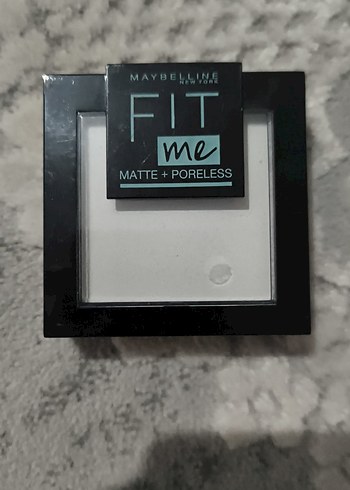 MAYBELLINE
NEW YORK
FIT
me
MATTE + PORELESS